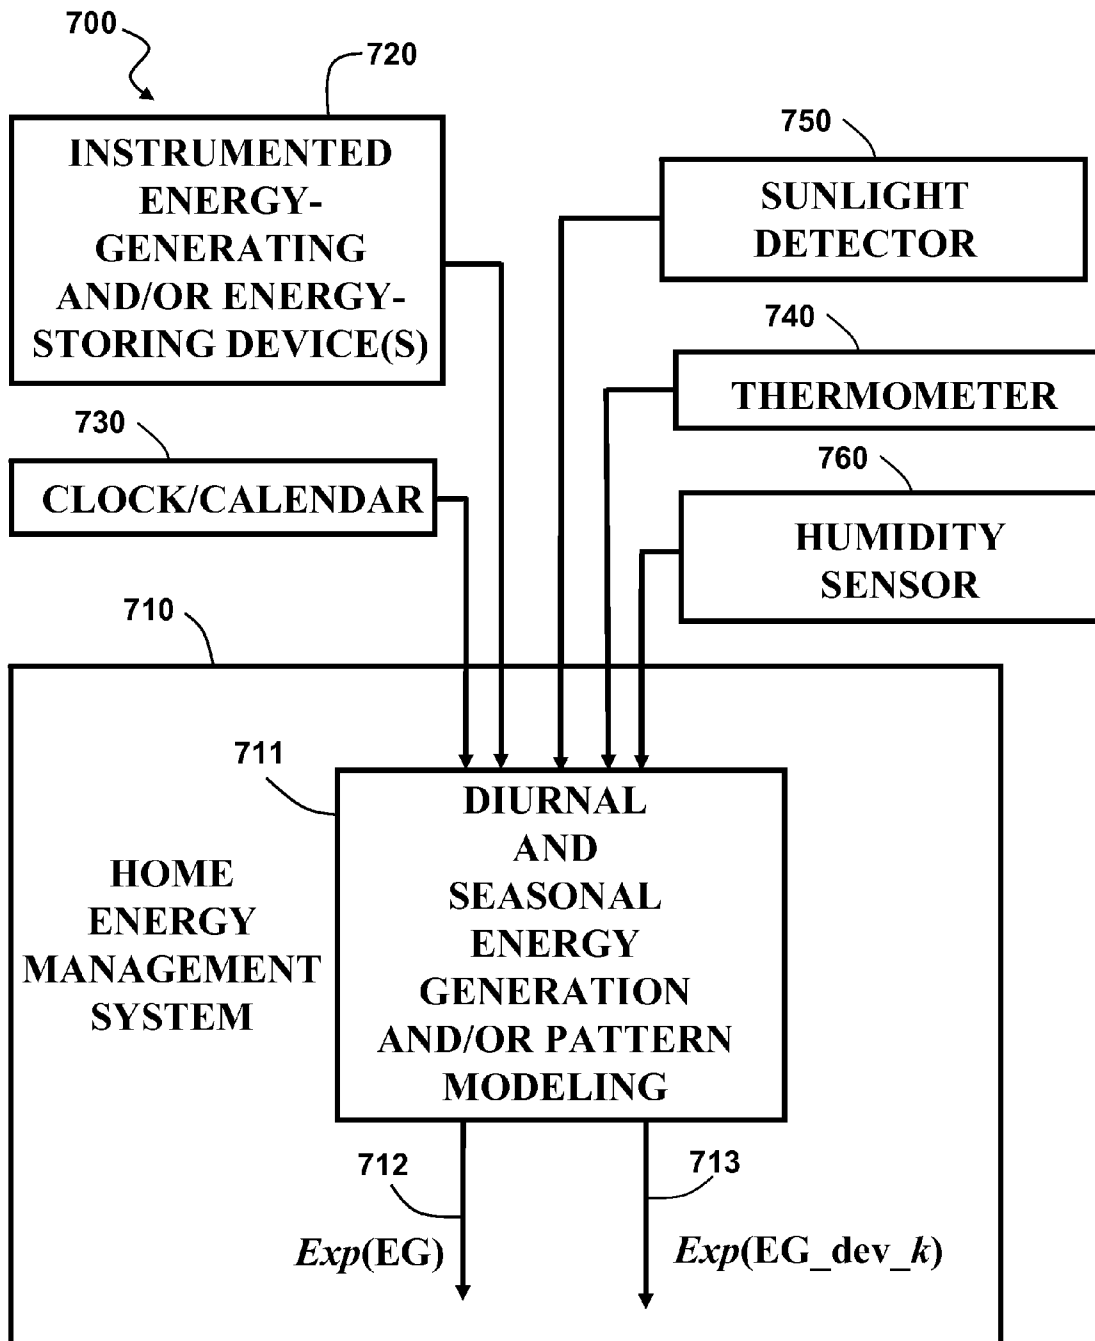 700
720
INSTRUMENTED
ENERGY-
GENERATING
AND/OR ENERGY-
STORING DEVICE(S)
750
SUNLIGHT
DETECTOR
740
THERMOMETER
730
CLOCK/CALENDAR
760
HUMIDITY
SENSOR
710
HOME
ENERGY
MANAGEMENT
SYSTEM
711
DIURNAL
AND
SEASONAL
ENERGY
GENERATION
AND/OR PATTERN
MODELING
712
Exp(EG)
713
Exp(EG_dev_k)